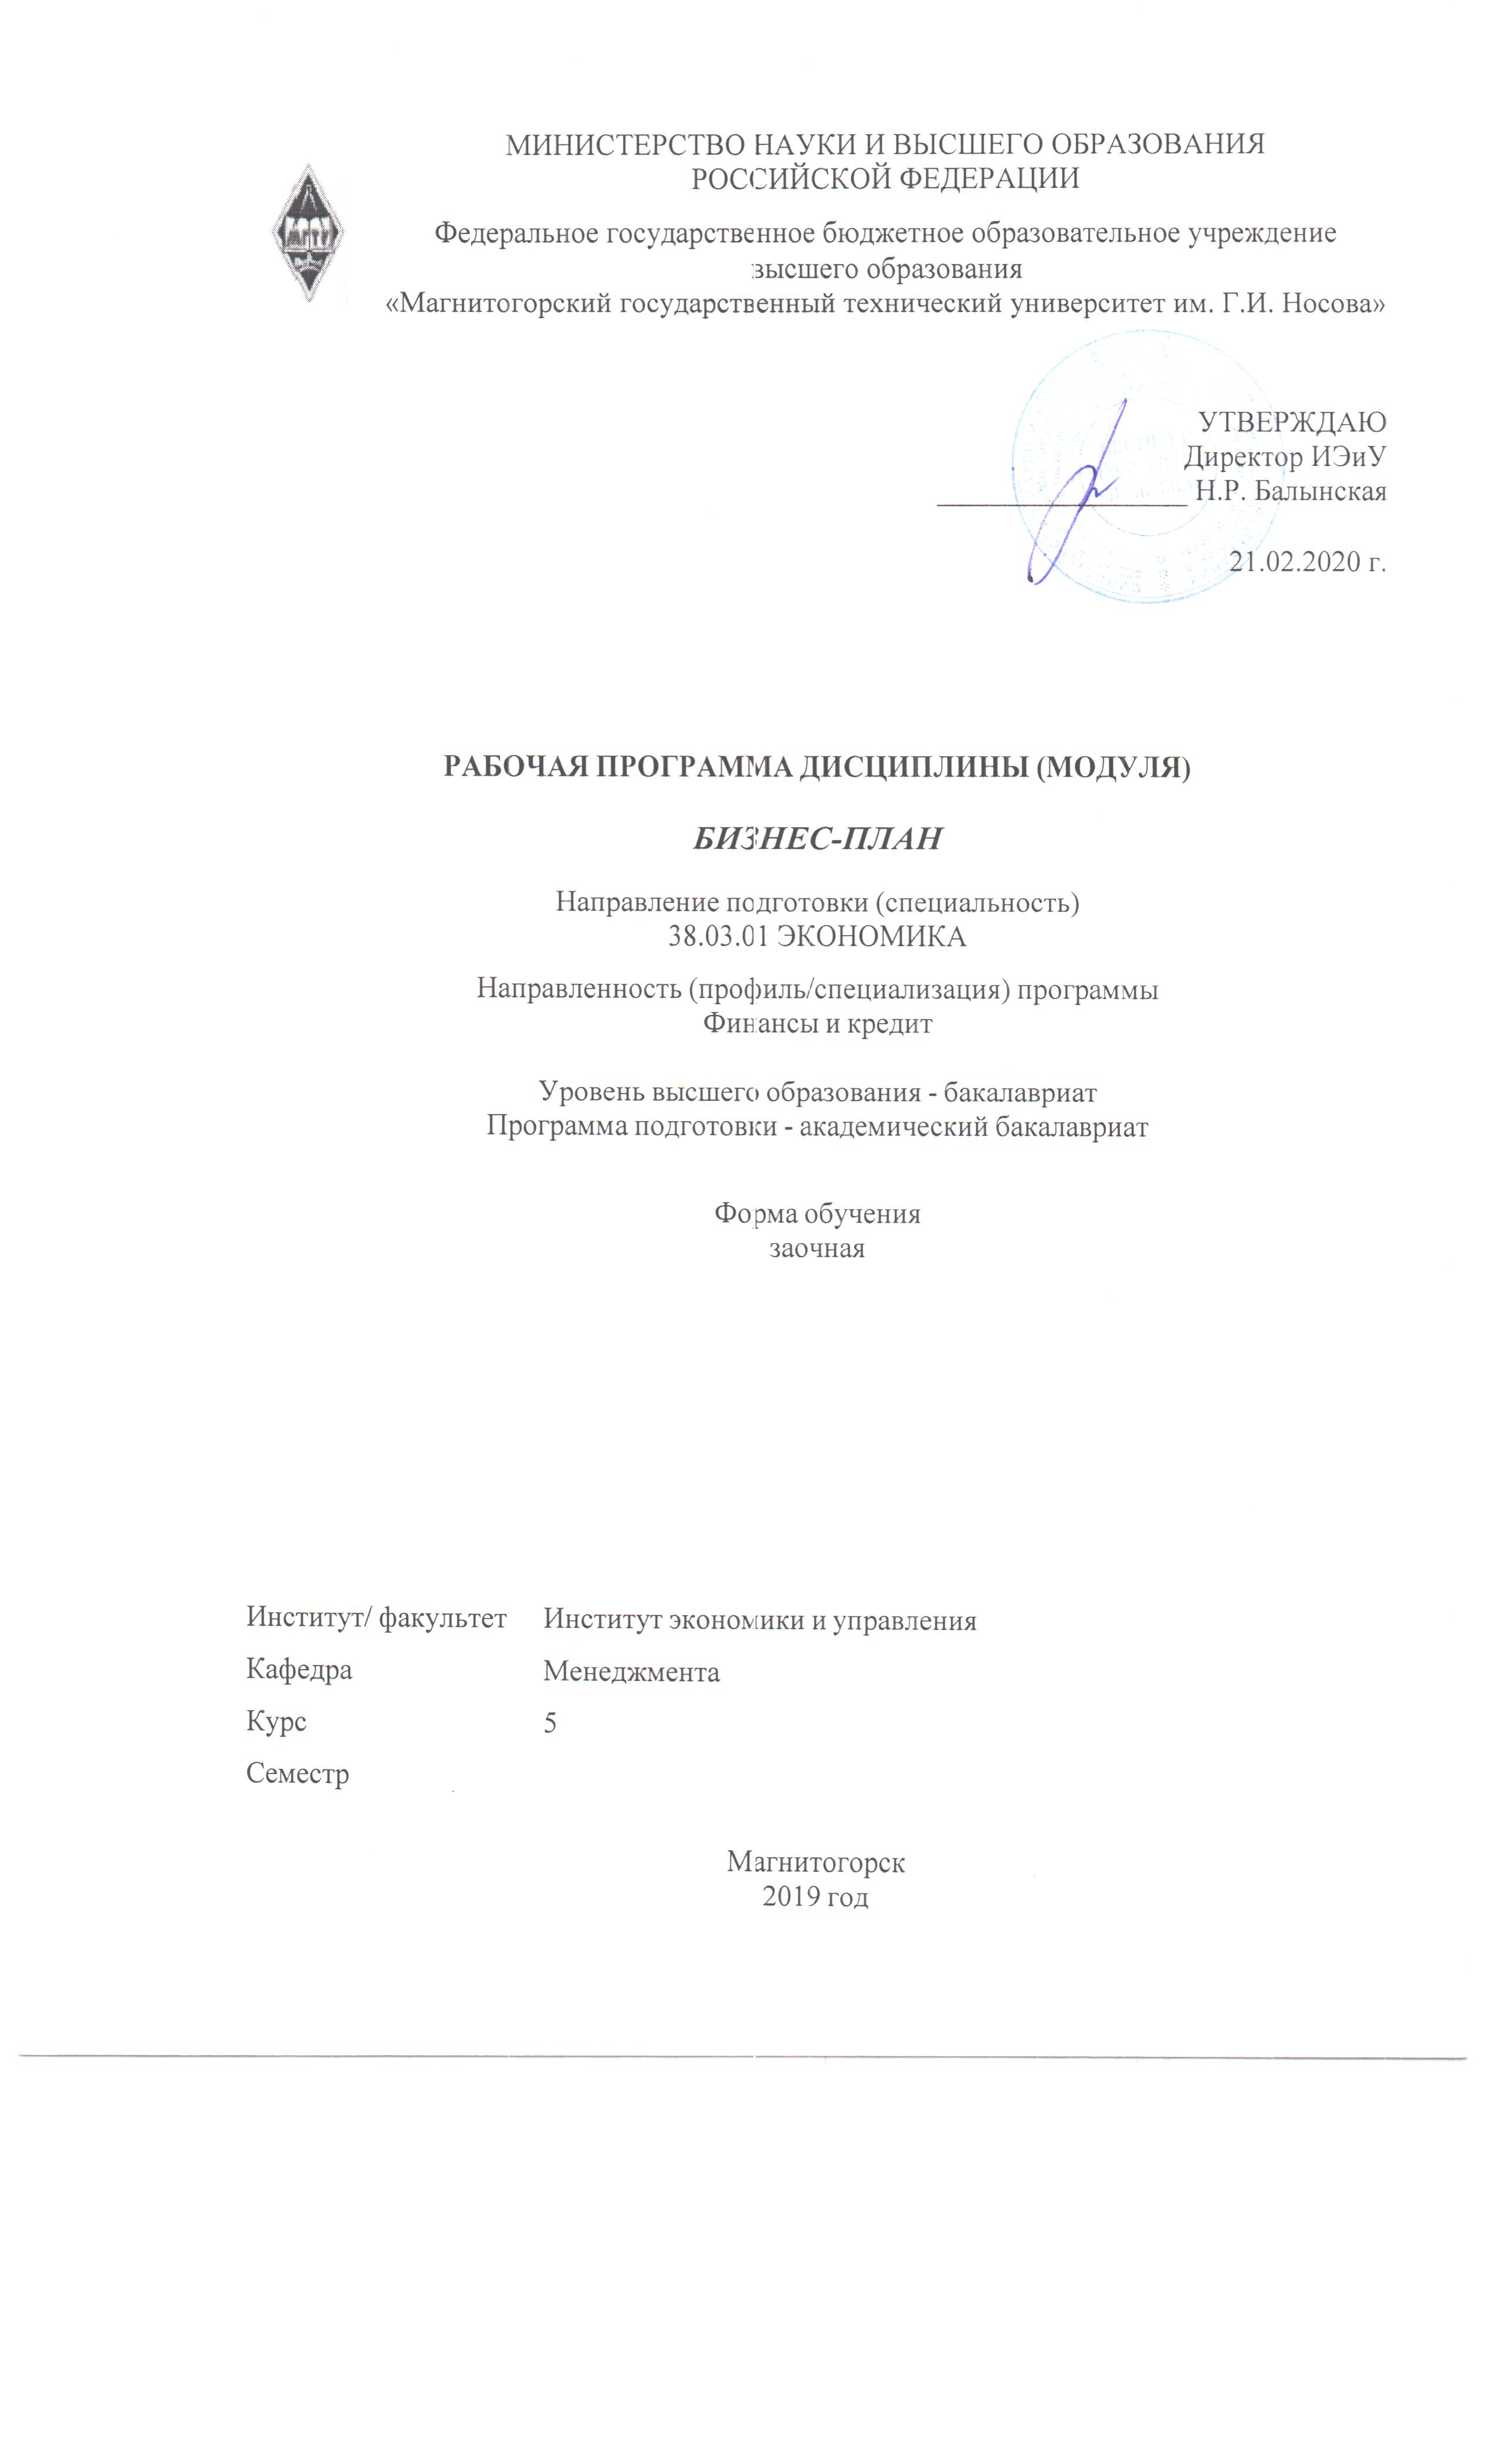 МИНИСТЕРСТВО НАУКИ И ВЫСШЕГО ОБРАЗОВАНИЯ
РОССИЙСКОЙ ФЕДЕРАЦИИ
МГТУ
Федеральное государственное бюджетное образовательное учреждение
высшего образования
«Магнитогорский государственный технический университет им. Г.И. Носова»
УТВЕРЖДАЮ
Директор ИЭиУ
Н.Р. Балынская
21.02.2020 г.
РАБОЧАЯ ПРОГРАММА ДИСЦИПЛИНЫ (МОДУЛЯ)
БИЗНЕС-ПЛАН
Направление подготовки (специальность)
38.03.01 ЭКОНОМИКА
Направленность (профиль/специализация) программы
Финансы и кредит
Уровень высшего образования - бакалавриат
Программа подготовки - академический бакалавриат
Форма обучения
заочная
Институт/ факультет Институт экономики и управления
Кафедра Менеджмента
Курс 5
Семестр
Магнитогорск
2019 год